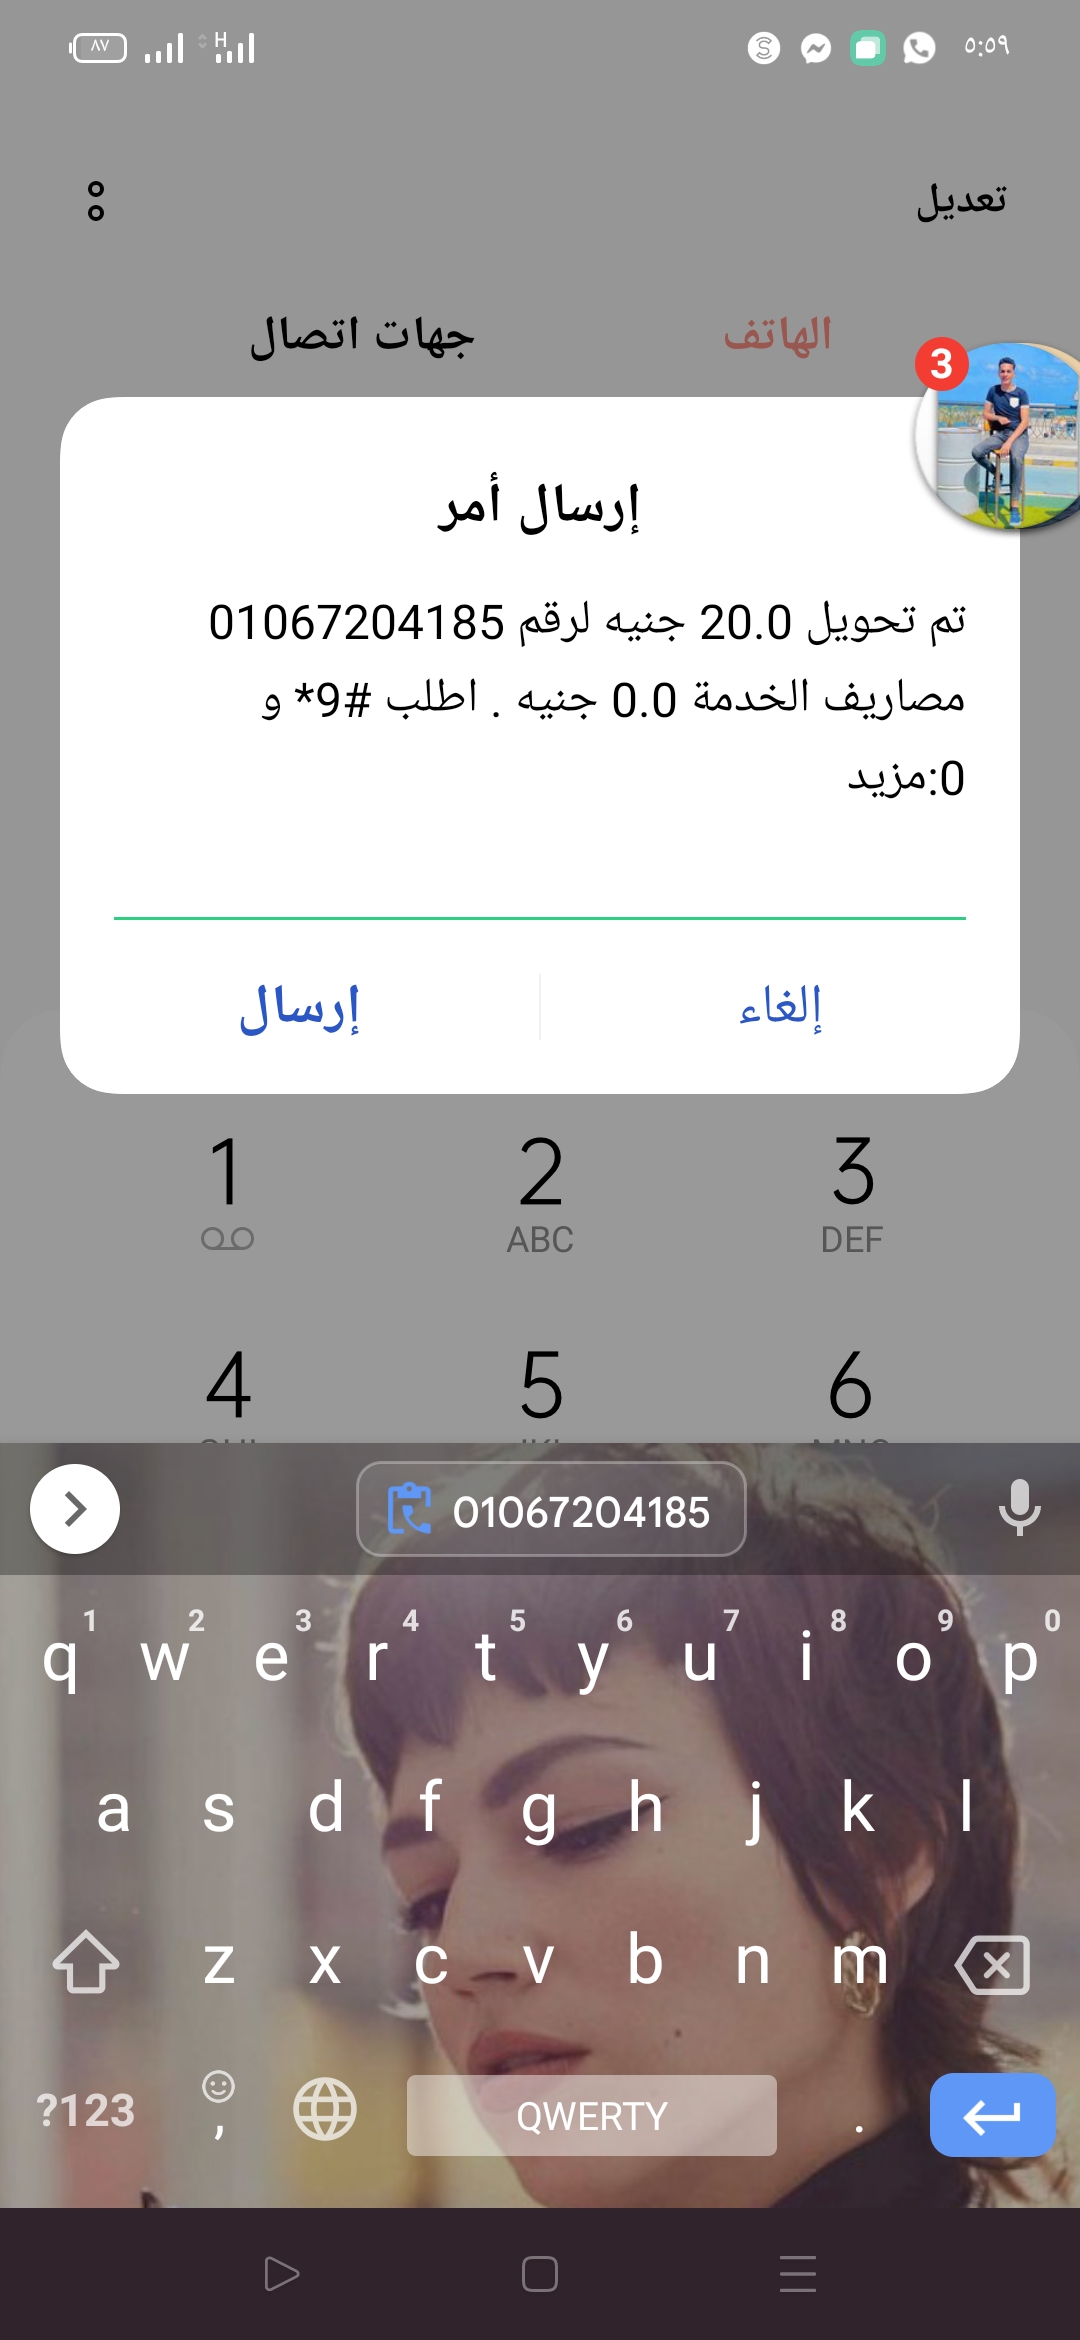 ٨٧ H ٥:٥٩
تعديل
الهاتف جهات اتصال
3
إرسال أمر
تم تحويل 20.0 جنيه لرقم 01067204185
مصاريف الخدمة 0.0 جنيه . اطلب #9* و
0:مزيد
إلغاء إرسال
1 2 3
ABC DEF
4 5 6
01067204185
1 2 3 4 5 6 7 8 9 0
q w e r t y u i o p
a s d f g h j k l
z x c v b n m
?123 , QWERTY .